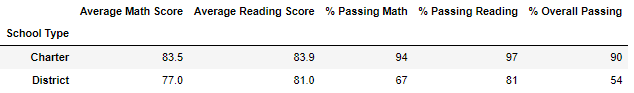 Average Math Score Average Reading Score % Passing Math % Passing Reading % Overall Passing
School Type
Charter 83.5 83.9 94 97 90
District 77.0 81.0 67 81 54